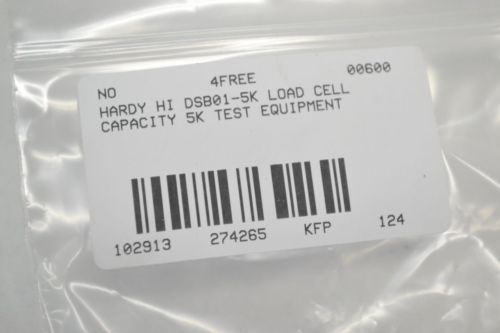 NO 4FREE 00600
HARDY HI DSB01-5K LOAD CELL
CAPACITY 5K TEST EQUIPMENT
102913 274265 KFP 124